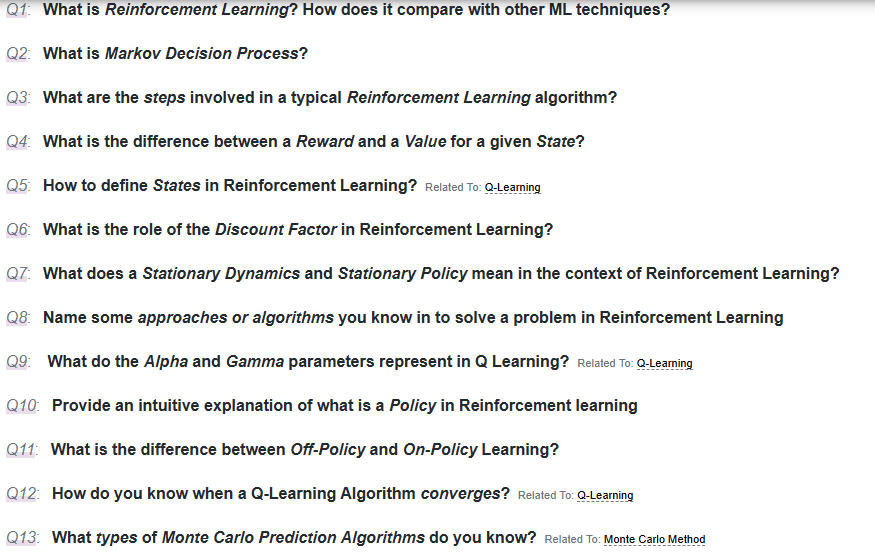 Q1: What is Reinforcement Learning? How does it compare with other ML techniques?
Q2: What is Markov Decision Process?
Q3: What are the steps involved in a typical Reinforcement Learning algorithm?
Q4: What is the difference between a Reward and a Value for a given State?
Q5: How to define States in Reinforcement Learning? Related To: Q-Learning
Q6: What is the role of the Discount Factor in Reinforcement Learning?
Q7: What does a Stationary Dynamics and Stationary Policy mean in the context of Reinforcement Learning?
Q8: Name some approaches or algorithms you know in to solve a problem in Reinforcement Learning
Q9: What do the Alpha and Gamma parameters represent in Q Learning? Related To: Q-Learning
Q10: Provide an intuitive explanation of what is a Policy in Reinforcement learning
Q11: What is the difference between Off-Policy and On-Policy Learning?
Q12: How do you know when a Q-Learning Algorithm converges? Related To: Q-Learning
Q13: What types of Monte Carlo Prediction Algorithms do you know? Related To: Monte Carlo Method